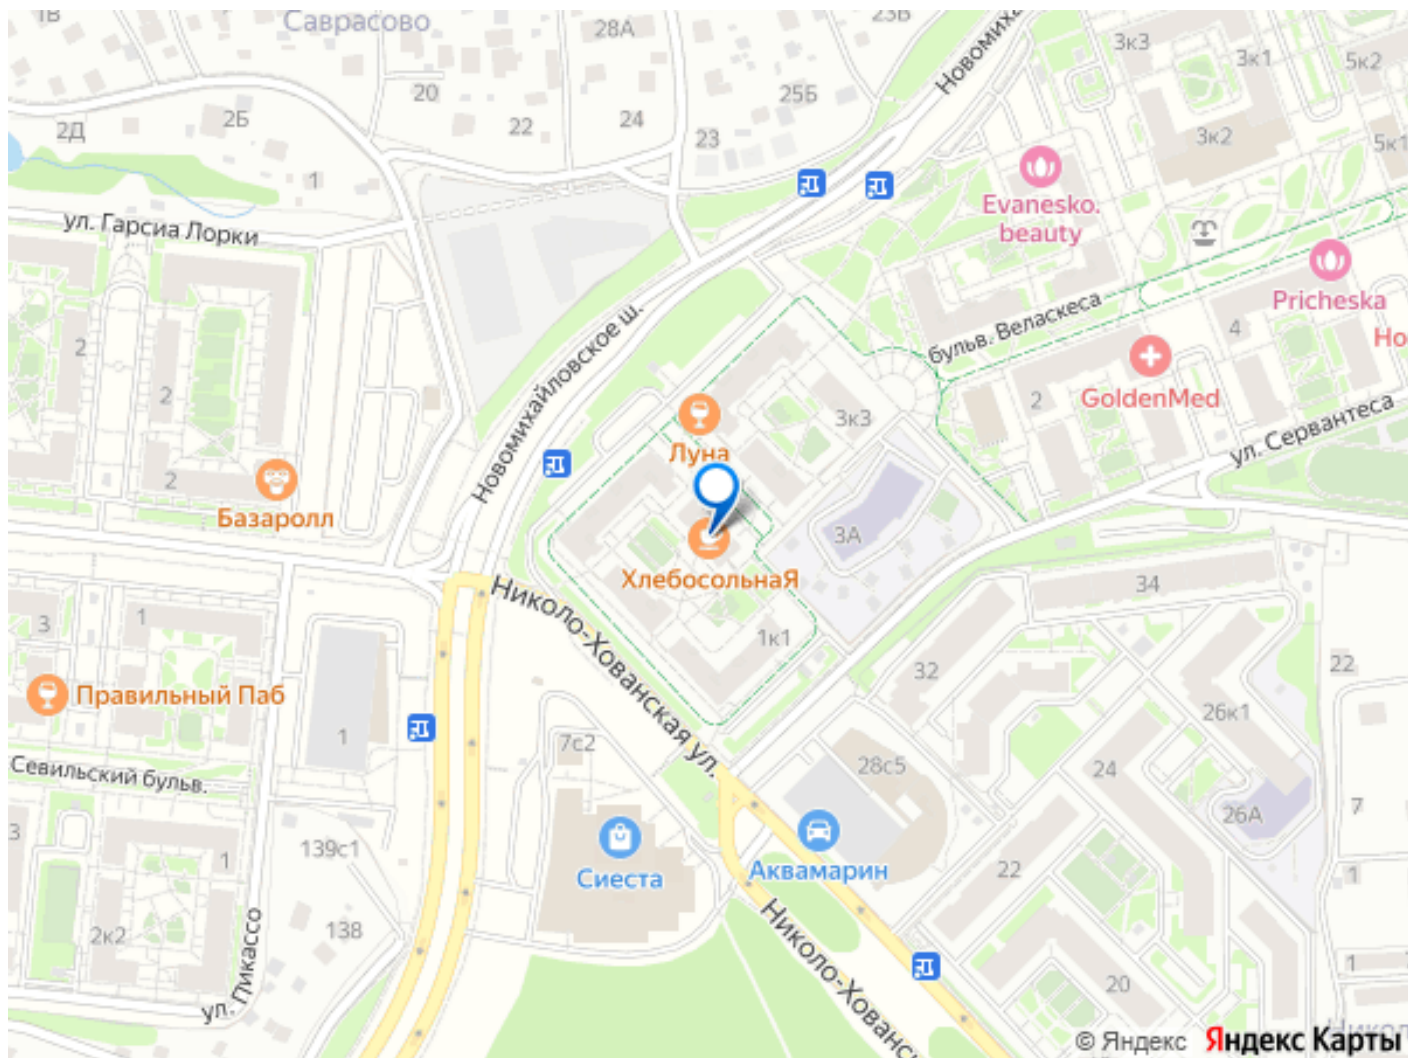 1В
Саврасово
28А
23Б
Новомиха
3к3
3к1
5к2
20
25Б
2Д
2Б
22
24
23
3к2
5к1
1
Evanesko.
beauty
ул. Гарсиа Лорки
Pricheska
бульв. Веласкеса
4
Но
Новомихайловское ш.
2
2
GoldenMed
2
3к3
ул. Сервантеса
Луна
2
Базаролл
3А
ХлебосольнаЯ
34
Николо-Хованская ул.
3
1
1к1
32
22
Правильный Паб
26к1
1
7с2
28с5
24
Севильский бульв.
7
26А
3
139с1
1
Сиеста
Аквамарин
22
1
138
2к2
ул. Пикассо
Николо-Хованс
20
1
Никол
© Яндекс
Яндекс Карты